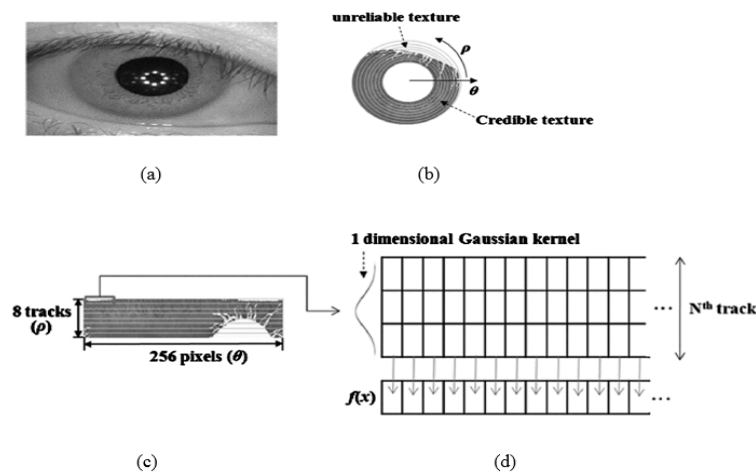 unreliable texture
ρ
θ
Credible texture
(a)
(b)
1 dimensional Gaussian kernel
8 tracks
(ρ)
256 pixels (θ)
...
Nth track
f(x)
...
(c)
(d)